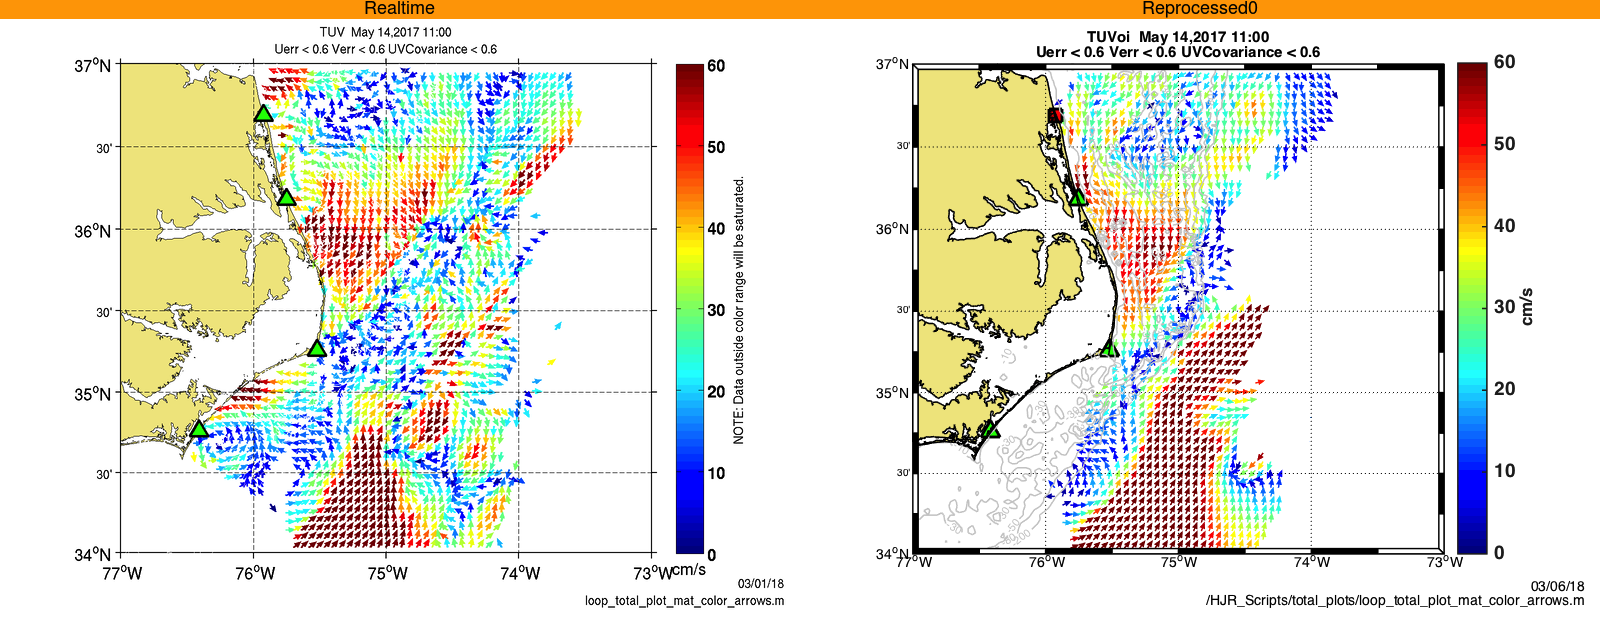 Realtime
TUV May 14,2017 11:00
Uerr < 0.6 Verr < 0.6 UVCovariance < 0.6
37°N
30'
36°N
30'
35°N
30'
34°N
77°W
76°W
75°W
74°W
73°W
60
50
40
30
20
10
0
cm/s
NOTE: Data outside color range will be saturated.
03/01/18
loop_total_plot_mat_color_arrows.m
Reprocessed0
TUVoi May 14,2017 11:00
Uerr < 0.6 Verr < 0.6 UVCovariance < 0.6
37°N
30'
36°N
30'
35°N
30'
34°N
77°W
76°W
75°W
74°W
73°W
60
50
40
30
20
10
0
cm/s
03/06/18
/HJR_Scripts/total_plots/loop_total_plot_mat_color_arrows.m